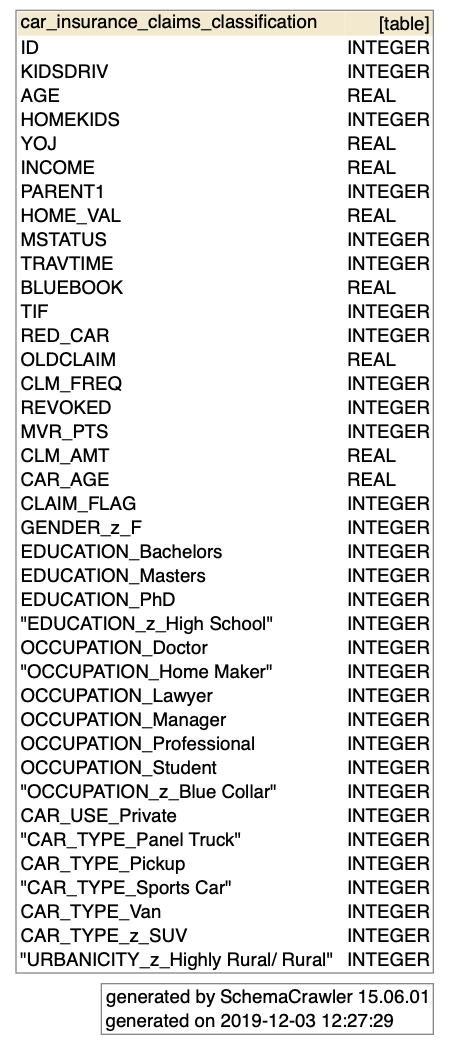 car_insurance_claims_classification [table]
ID INTEGER
KIDSDRIV INTEGER
AGE REAL
HOMEKIDS INTEGER
YOJ REAL
INCOME REAL
PARENT1 INTEGER
HOME_VAL REAL
MSTATUS INTEGER
TRAVTIME INTEGER
BLUEBOOK REAL
TIF INTEGER
RED_CAR INTEGER
OLDCLAIM REAL
CLM_FREQ INTEGER
REVOKED INTEGER
MVR_PTS INTEGER
CLM_AMT REAL
CAR_AGE REAL
CLAIM_FLAG INTEGER
GENDER_z_F INTEGER
EDUCATION_Bachelors INTEGER
EDUCATION_Masters INTEGER
EDUCATION_PhD INTEGER
"EDUCATION_z_High School" INTEGER
OCCUPATION_Doctor INTEGER
"OCCUPATION_Home Maker" INTEGER
OCCUPATION_Lawyer INTEGER
OCCUPATION_Manager INTEGER
OCCUPATION_Professional INTEGER
OCCUPATION_Student INTEGER
"OCCUPATION_z_Blue Collar" INTEGER
CAR_USE_Private INTEGER
"CAR_TYPE_Panel Truck" INTEGER
CAR_TYPE_Pickup INTEGER
"CAR_TYPE_Sports Car" INTEGER
CAR_TYPE_Van INTEGER
CAR_TYPE_z_SUV INTEGER
"URBANICITY_z_Highly Rural/ Rural" INTEGER
generated by SchemaCrawler 15.06.01
generated on 2019-12-03 12:27:29